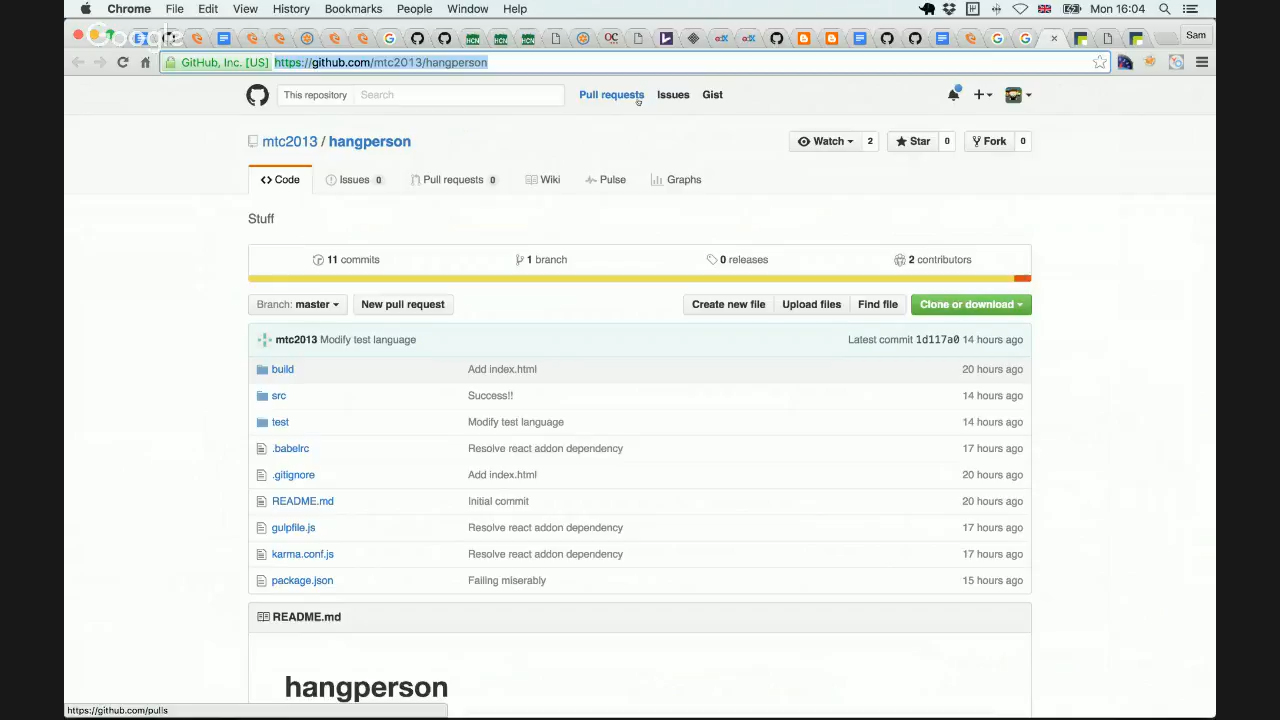 Chrome File Edit View History Bookmarks People Window Help Mon 16:04
Google
Sam
GitHub, Inc. [US] https://github.com/mtc2013/hangperson
This repository Search Pull requests Issues Gist
mtc2013 / hangperson Watch 2 Star 0 Fork 0
Code Issues 0 Pull requests 0 Wiki Pulse Graphs
Stuff
11 commits 1 branch 0 releases 2 contributors
Branch: master New pull request Create new file Upload files Find file Clone or download
mtc2013 Modify test language Latest commit 1d117a0 14 hours ago
build Add index.html 20 hours ago
src Success!! 14 hours ago
test Modify test language 14 hours ago
.babelrc Resolve react addon dependency 17 hours ago
.gitignore Add index.html 20 hours ago
README.md Initial commit 20 hours ago
gulpfile.js Resolve react addon dependency 17 hours ago
karma.conf.js Resolve react addon dependency 17 hours ago
package.json Failing miserably 15 hours ago
README.md
hangperson
https://github.com/pulls